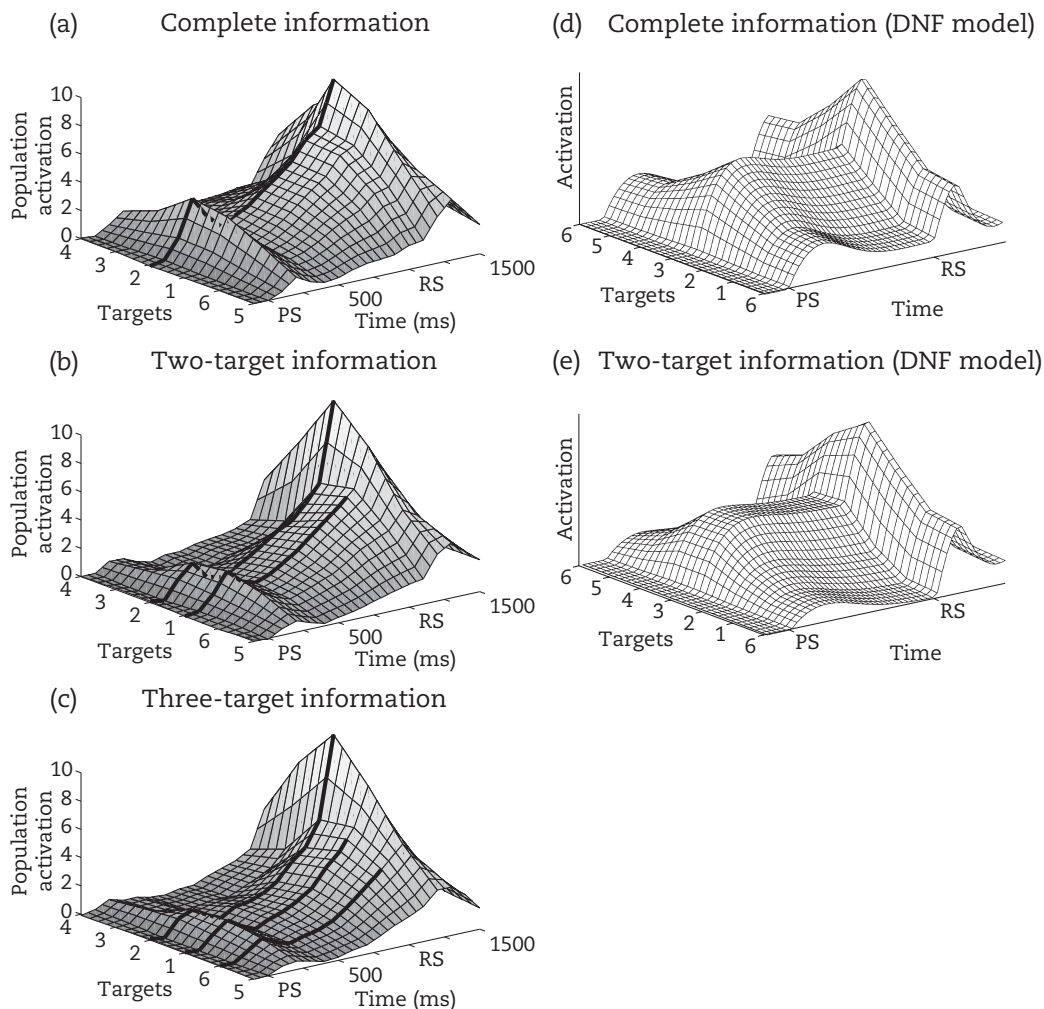 (a) Complete information
Population
activation
10
8
6
4
2
0
4
3
2
1
6
5
Targets
PS
500
RS
1500
Time (ms)
(d) Complete information (DNF model)
Activation
6
5
4
3
2
1
6
Targets
PS
RS
Time
(b) Two-target information
Population
activation
10
8
6
4
2
0
4
3
2
1
6
5
Targets
PS
500
RS
1500
Time (ms)
(e) Two-target information (DNF model)
Activation
6
5
4
3
2
1
6
Targets
PS
RS
Time
(c) Three-target information
Population
activation
10
8
6
4
2
0
4
3
2
1
6
5
Targets
PS
500
RS
1500
Time (ms)